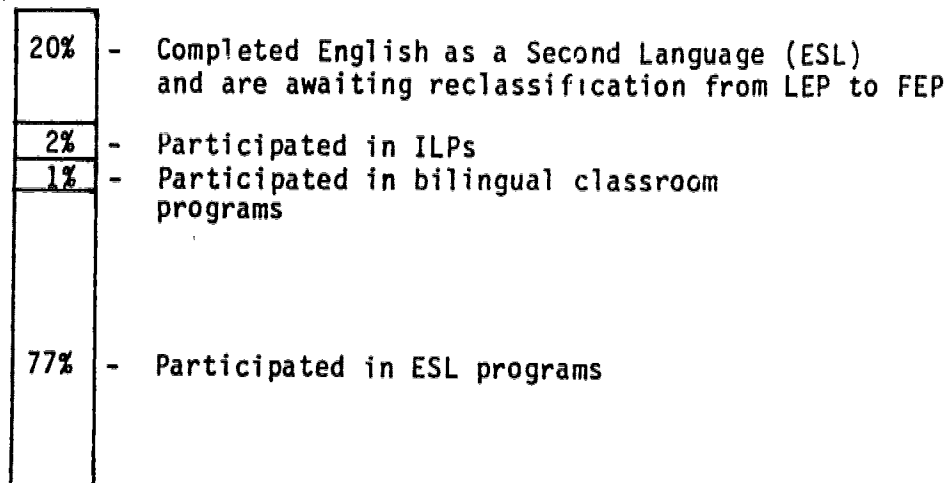 20% - Completed English as a Second Language (ESL)
and are awaiting reclassification from LEP to FEP
2% - Participated in ILPs
1% - Participated in bilingual classroom
programs
77% - Participated in ESL programs